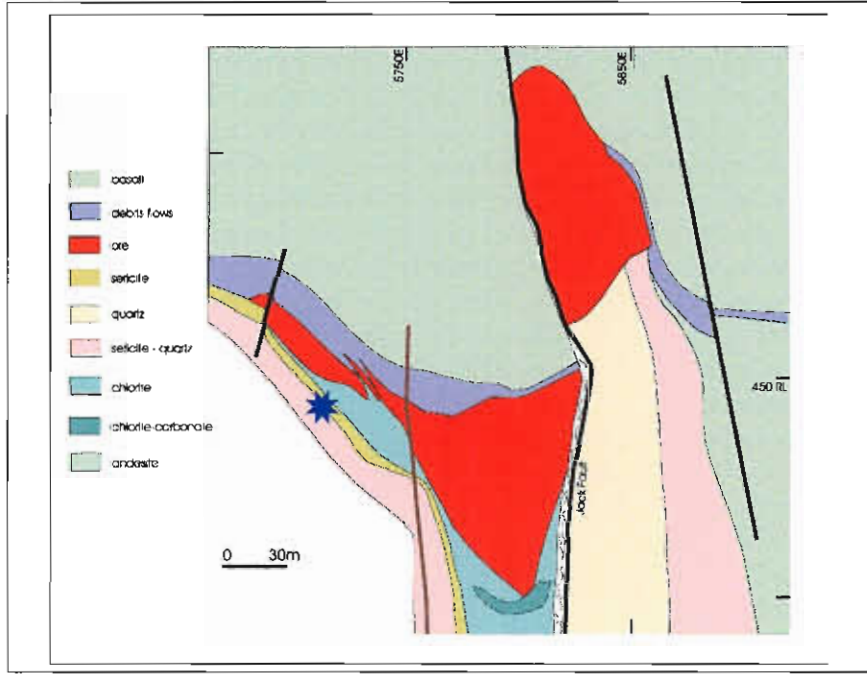 5750E
5850E
basalt
debris flows
ore
sericite
quartz
sericite - quartz
chlorite
chlorite-carbonate
andesite
450 RL
Jack Fault
0 30m